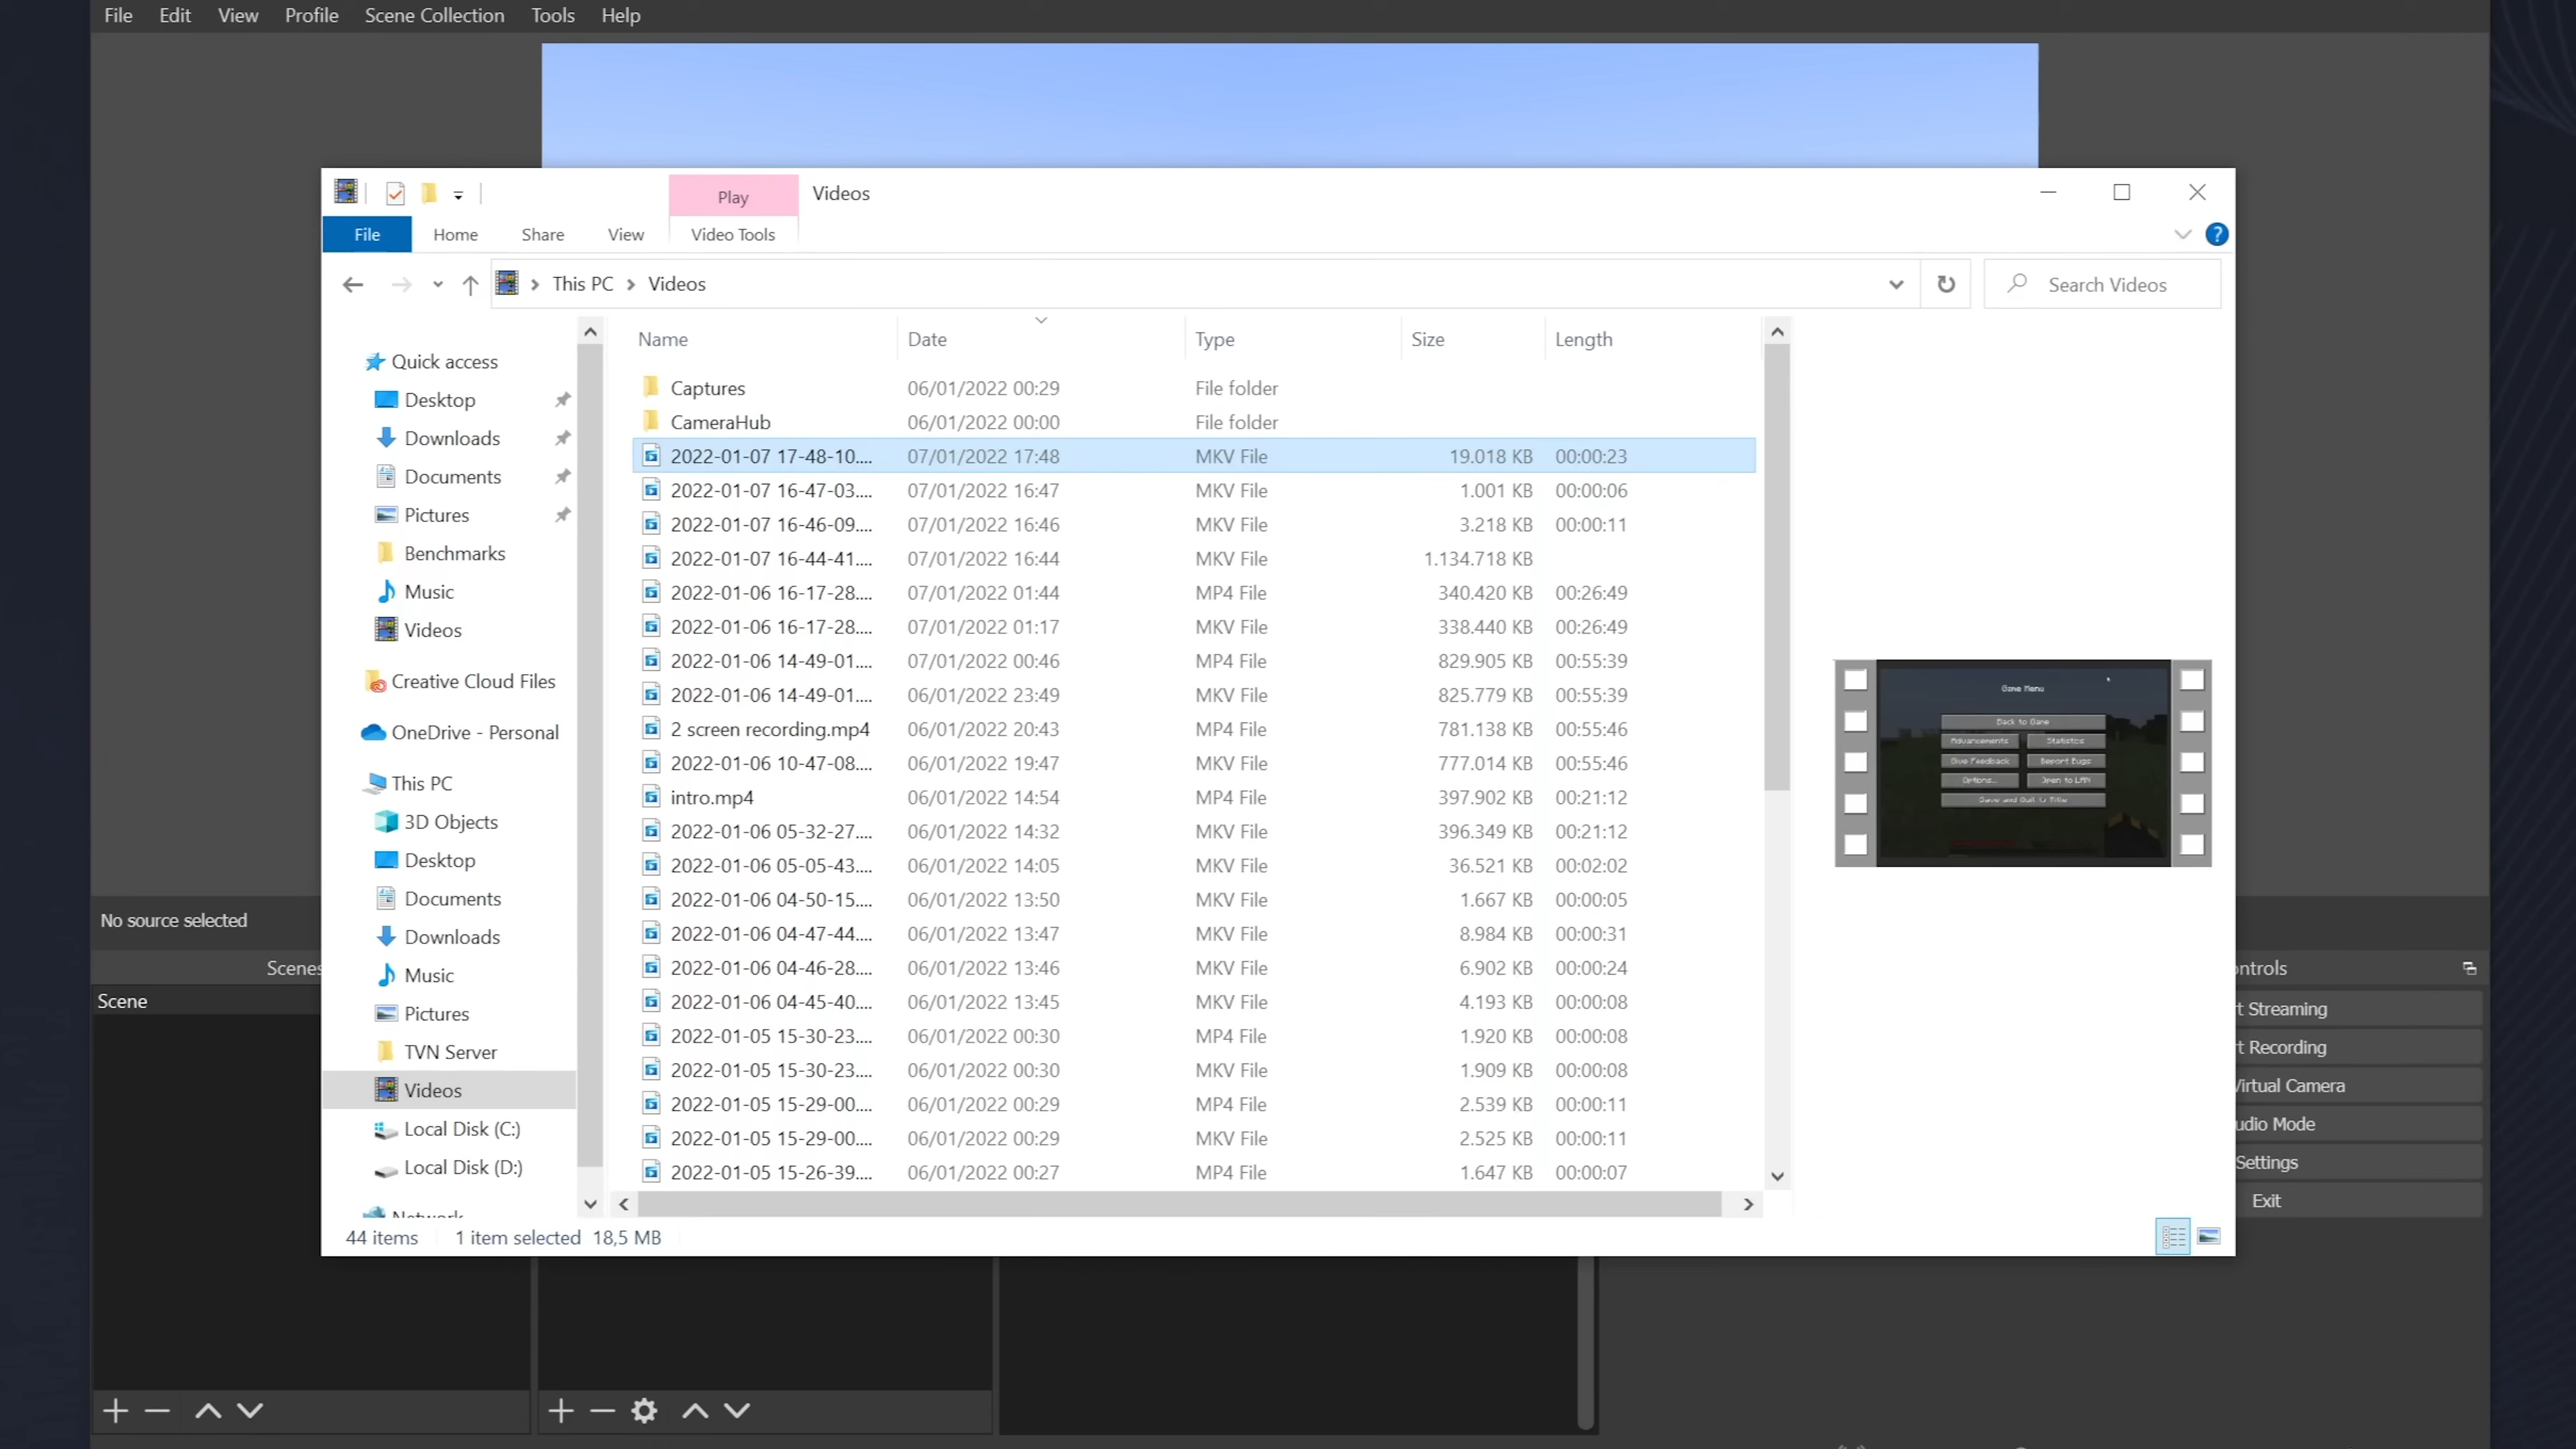 File Edit View Profile Scene Collection Tools Help
Play Videos
File Home Share View Video Tools
This PC Videos Search Videos
Name Date Type Size Length
Quick access
Desktop
Downloads
Documents
Pictures
Benchmarks
Music
Videos
Creative Cloud Files
OneDrive - Personal
This PC
3D Objects
Desktop
Documents
Downloads
Music
Pictures
TVN Server
Videos
Local Disk (C:)
Local Disk (D:)
Network
Captures 06/01/2022 00:29 File folder
CameraHub 06/01/2022 00:00 File folder
2022-01-07 17-48-10.... 07/01/2022 17:48 MKV File 19.018 KB 00:00:23
2022-01-07 16-47-03.... 07/01/2022 16:47 MKV File 1.001 KB 00:00:06
2022-01-07 16-46-09.... 07/01/2022 16:46 MKV File 3.218 KB 00:00:11
2022-01-07 16-44-41.... 07/01/2022 16:44 MKV File 1.134.718 KB
2022-01-06 16-17-28.... 07/01/2022 01:44 MP4 File 340.420 KB 00:26:49
2022-01-06 16-17-28.... 07/01/2022 01:17 MKV File 338.440 KB 00:26:49
2022-01-06 14-49-01.... 07/01/2022 00:46 MP4 File 829.905 KB 00:55:39
2022-01-06 14-49-01.... 06/01/2022 23:49 MKV File 825.779 KB 00:55:39
2 screen recording.mp4 06/01/2022 20:43 MP4 File 781.138 KB 00:55:46
2022-01-06 10-47-08.... 06/01/2022 19:47 MKV File 777.014 KB 00:55:46
intro.mp4 06/01/2022 14:54 MP4 File 397.902 KB 00:21:12
2022-01-06 05-32-27.... 06/01/2022 14:32 MKV File 396.349 KB 00:21:12
2022-01-06 05-05-43.... 06/01/2022 14:05 MKV File 36.521 KB 00:02:02
2022-01-06 04-50-15.... 06/01/2022 13:50 MKV File 1.667 KB 00:00:05
2022-01-06 04-47-44.... 06/01/2022 13:47 MKV File 8.984 KB 00:00:31
2022-01-06 04-46-28.... 06/01/2022 13:46 MKV File 6.902 KB 00:00:24
2022-01-06 04-45-40.... 06/01/2022 13:45 MKV File 4.193 KB 00:00:08
2022-01-05 15-30-23.... 06/01/2022 00:30 MP4 File 1.920 KB 00:00:08
2022-01-05 15-30-23.... 06/01/2022 00:30 MKV File 1.909 KB 00:00:08
2022-01-05 15-29-00.... 06/01/2022 00:29 MP4 File 2.539 KB 00:00:11
2022-01-05 15-29-00.... 06/01/2022 00:29 MKV File 2.525 KB 00:00:11
2022-01-05 15-26-39.... 06/01/2022 00:27 MP4 File 1.647 KB 00:00:07
Game Menu
Back to Game
Advancements Statistics
Give Feedback Report Bugs
Options... Open to LAN
Save and Quit to Title
44 items 1 item selected 18,5 MB
No source selected
Scenes
Scene
ontrols
t Streaming
t Recording
Virtual Camera
udio Mode
Settings
Exit